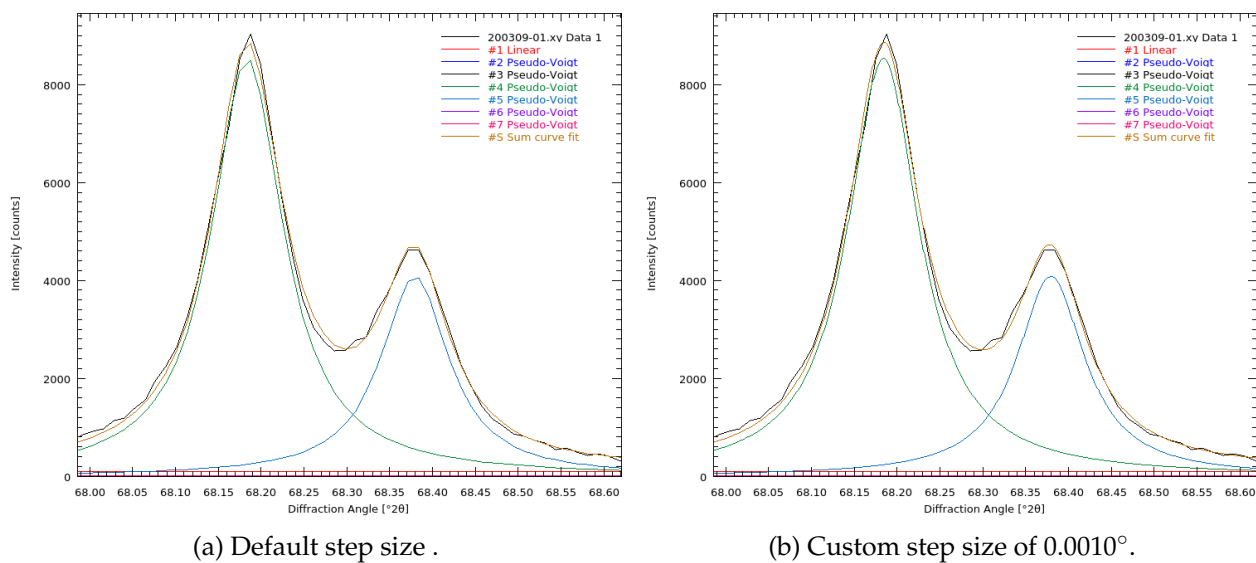 200309-01.xy Data 1
#1 Linear
#2 Pseudo-Voigt
#3 Pseudo-Voigt
#4 Pseudo-Voigt
#5 Pseudo-Voigt
#6 Pseudo-Voigt
#7 Pseudo-Voigt
#S Sum curve fit
8000
6000
4000
2000
0
Intensity [counts]
68.00 68.05 68.10 68.15 68.20 68.25 68.30 68.35 68.40 68.45 68.50 68.55 68.60
Diffraction Angle [°2θ]
(a) Default step size .
200309-01.xy Data 1
#1 Linear
#2 Pseudo-Voigt
#3 Pseudo-Voigt
#4 Pseudo-Voigt
#5 Pseudo-Voigt
#6 Pseudo-Voigt
#7 Pseudo-Voigt
#S Sum curve fit
8000
6000
4000
2000
0
Intensity [counts]
68.00 68.05 68.10 68.15 68.20 68.25 68.30 68.35 68.40 68.45 68.50 68.55 68.60
Diffraction Angle [°2θ]
(b) Custom step size of 0.0010°.